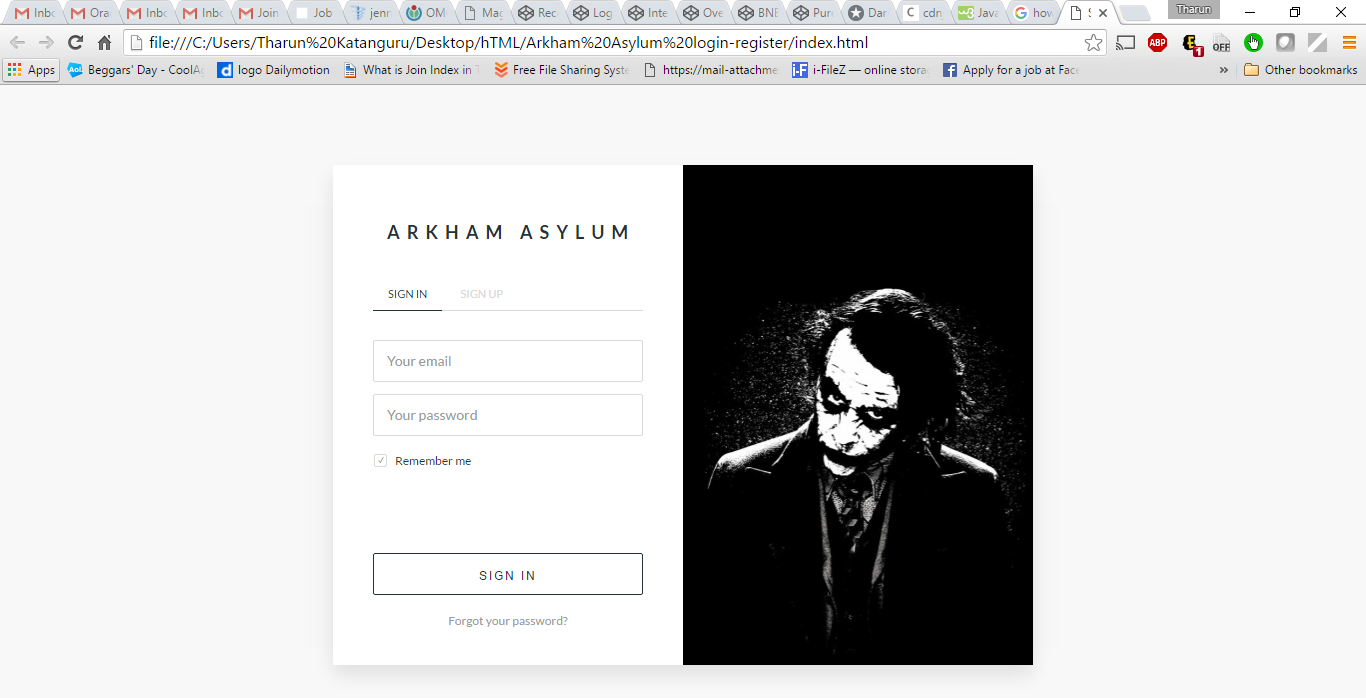 Inbc Ora Inbc Inbc Join Job jenr OM Mag Rec Log Inte Ove BNE Pur Dar cdnj Java how S Tharun
file:///C:/Users/Tharun%20Katanguru/Desktop/hTML/Arkham%20Asylum%20login-register/index.html ABP 1 OFF
Apps Aol. Beggars' Day - CoolA logo Dailymotion What is Join Index in T Free File Sharing Syste https://mail-attachme i-F i-FileZ — online stora Apply for a job at Face » Other bookmarks
ARKHAM ASYLUM
SIGN IN SIGN UP
Your email
Your password
Remember me
SIGN IN
Forgot your password?